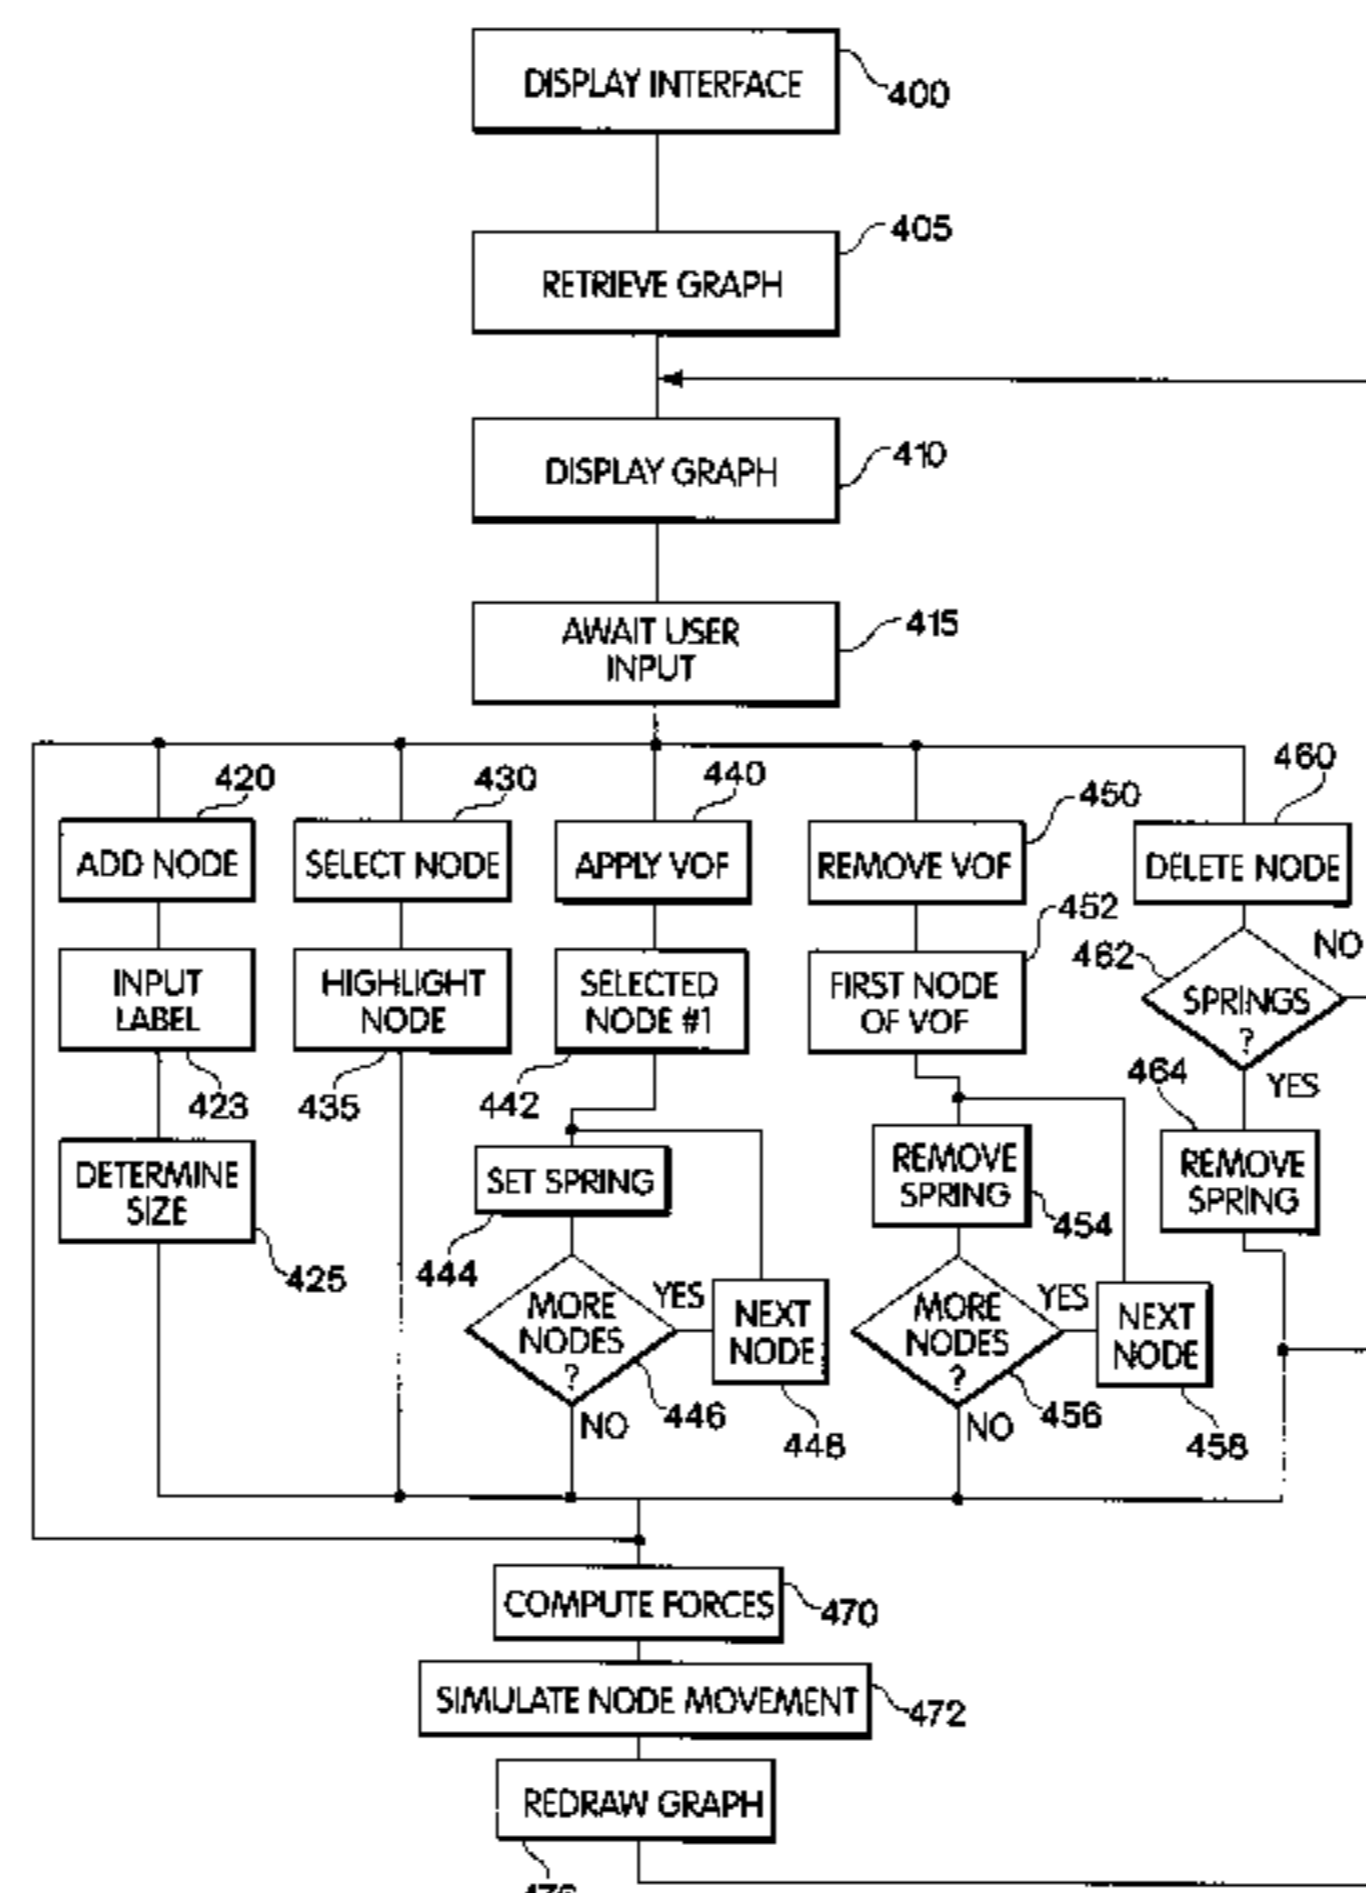 DISPLAY INTERFACE
400
405
RETRIEVE GRAPH
DISPLAY GRAPH
410
AWAIT USER
INPUT
415
420
430
440
450
460
ADD NODE
SELECT NODE
APPLY VOF
REMOVE VOF
DELETE NODE
452
462
NO
INPUT
LABEL
HIGHLIGHT
NODE
SELECTED
NODE #1
FIRST NODE
OF VOF
SPRINGS
?
423
435
442
464
YES
DETERMINE
SIZE
SET SPRING
REMOVE
SPRING
REMOVE
SPRING
425
444
454
MORE
NODES
?
YES
NEXT
NODE
MORE
NODES
?
YES
NEXT
NODE
446
448
NO
456
458
NO
COMPUTE FORCES
470
SIMULATE NODE MOVEMENT
472
REDRAW GRAPH